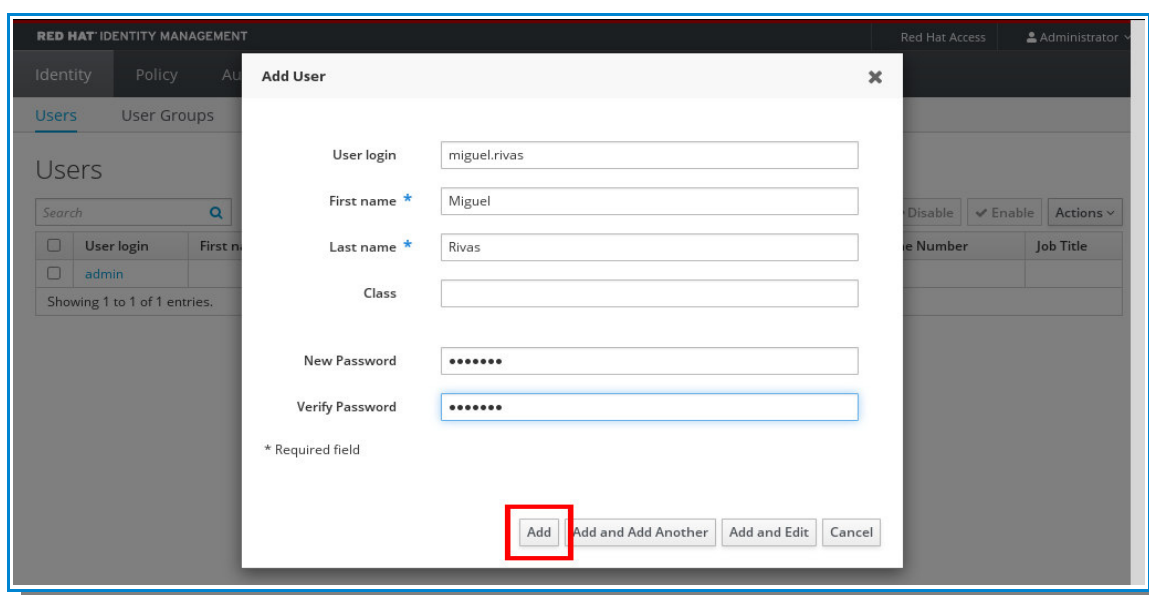 RED HAT IDENTITY MANAGEMENT Red Hat Access Administrator
Identity Policy Au
Add User
Users User Groups
User login miguel.rivas
Users
First name * Miguel
Search Disable Enable Actions
User login First n Last name * Rivas Number Job Title
admin
Class
Showing 1 to 1 of 1 entries.
New Password •••••••
Verify Password •••••••
* Required field
Add Add and Add Another Add and Edit Cancel